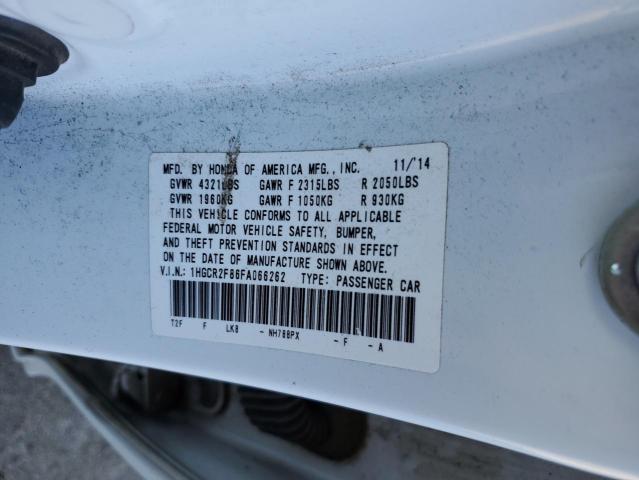 MFD. BY HONDA OF AMERICA MFG., INC. 11/'14
GVWR 4321LBS GAWR F 2315LBS R 2050LBS
GVWR 1960KG GAWR F 1050KG R 930KG
THIS VEHICLE CONFORMS TO ALL APPLICABLE
FEDERAL MOTOR VEHICLE SAFETY, BUMPER,
AND THEFT PREVENTION STANDARDS IN EFFECT
ON THE DATE OF MANUFACTURE SHOWN ABOVE.
V.I.N.: 1HGCR2F86FA066262 TYPE: PASSENGER CAR
T2F F LK8 -NH788PX -F -A